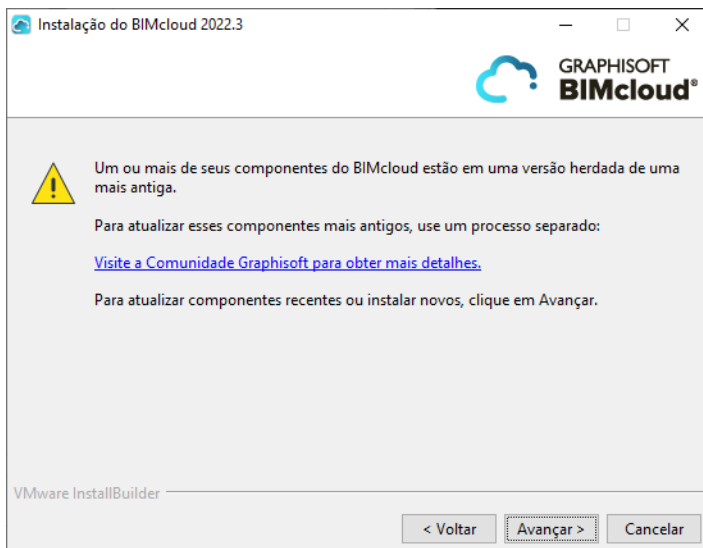 Instalação do BIMcloud 2022.3
GRAPHISOFT
BIMcloud®
Um ou mais de seus componentes do BIMcloud estão em uma versão herdada de uma
mais antiga.
Para atualizar esses componentes mais antigos, use um processo separado:
Visite a Comunidade Graphisoft para obter mais detalhes.
Para atualizar componentes recentes ou instalar novos, clique em Avançar.
VMware InstallBuilder
< Voltar
Avançar >
Cancelar